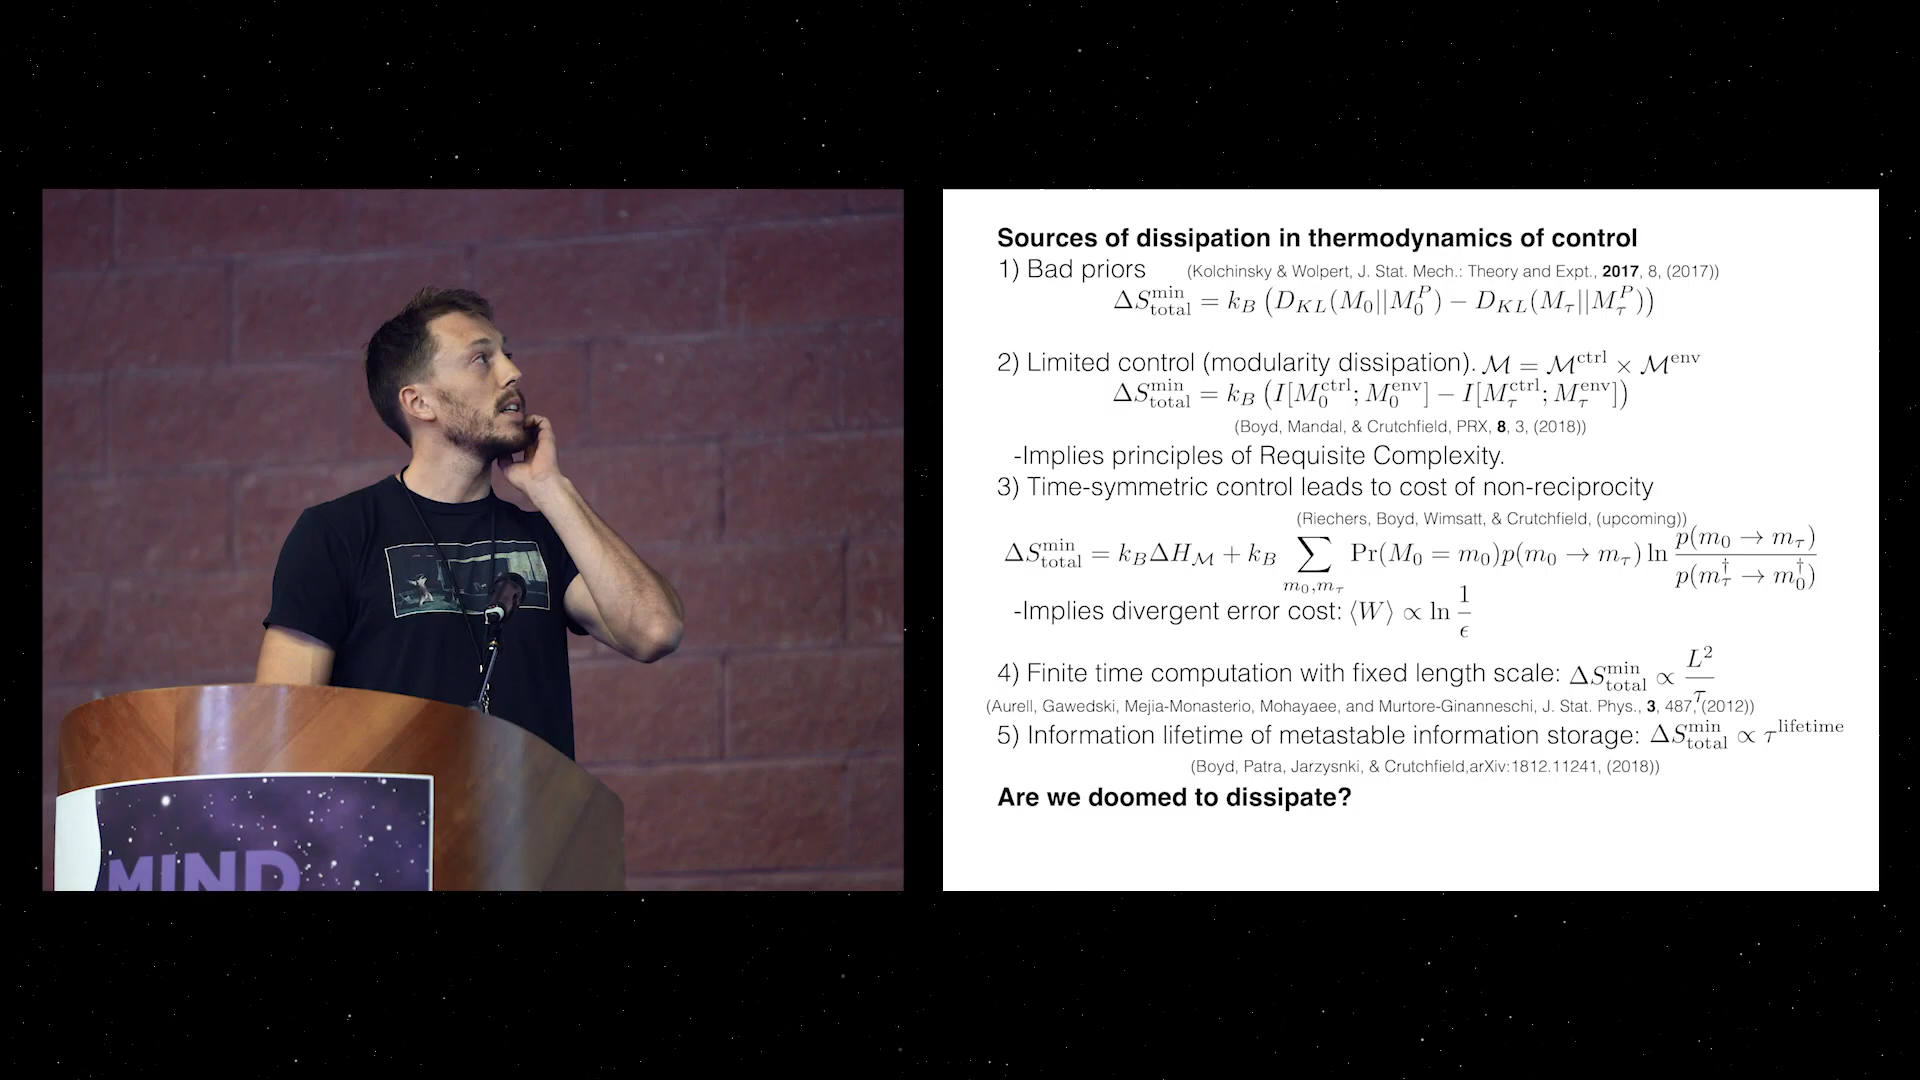 MIND
Sources of dissipation in thermodynamics of control
1) Bad priors (Kolchinsky & Wolpert, J. Stat. Mech.: Theory and Expt., 2017, 8, (2017))
ΔS_total^min = k_B (D_KL(M_0||M_0^P) − D_KL(M_τ||M_τ^P))
2) Limited control (modularity dissipation). ℳ = ℳ^ctrl × ℳ^env
ΔS_total^min = k_B (I[M_0^ctrl; M_0^env] − I[M_τ^ctrl; M_τ^env])
(Boyd, Mandal, & Crutchfield, PRX, 8, 3, (2018))
-Implies principles of Requisite Complexity.
3) Time-symmetric control leads to cost of non-reciprocity
(Riechers, Boyd, Wimsatt, & Crutchfield, (upcoming))
ΔS_total^min = k_B ΔH_ℳ + k_B ∑_{m_0,m_τ} Pr(M_0 = m_0)p(m_0 → m_τ) ln p(m_0 → m_τ) / p(m_τ^† → m_0^†)
-Implies divergent error cost: ⟨W⟩ ∝ ln 1/ϵ
4) Finite time computation with fixed length scale: ΔS_total^min ∝ L^2/τ
(Aurell, Gawedski, Mejia-Monasterio, Mohayaee, and Murtore-Ginanneschi, J. Stat. Phys., 3, 487, (2012))
5) Information lifetime of metastable information storage: ΔS_total^min ∝ τ^lifetime
(Boyd, Patra, Jarzysnki, & Crutchfield,arXiv:1812.11241, (2018))
Are we doomed to dissipate?